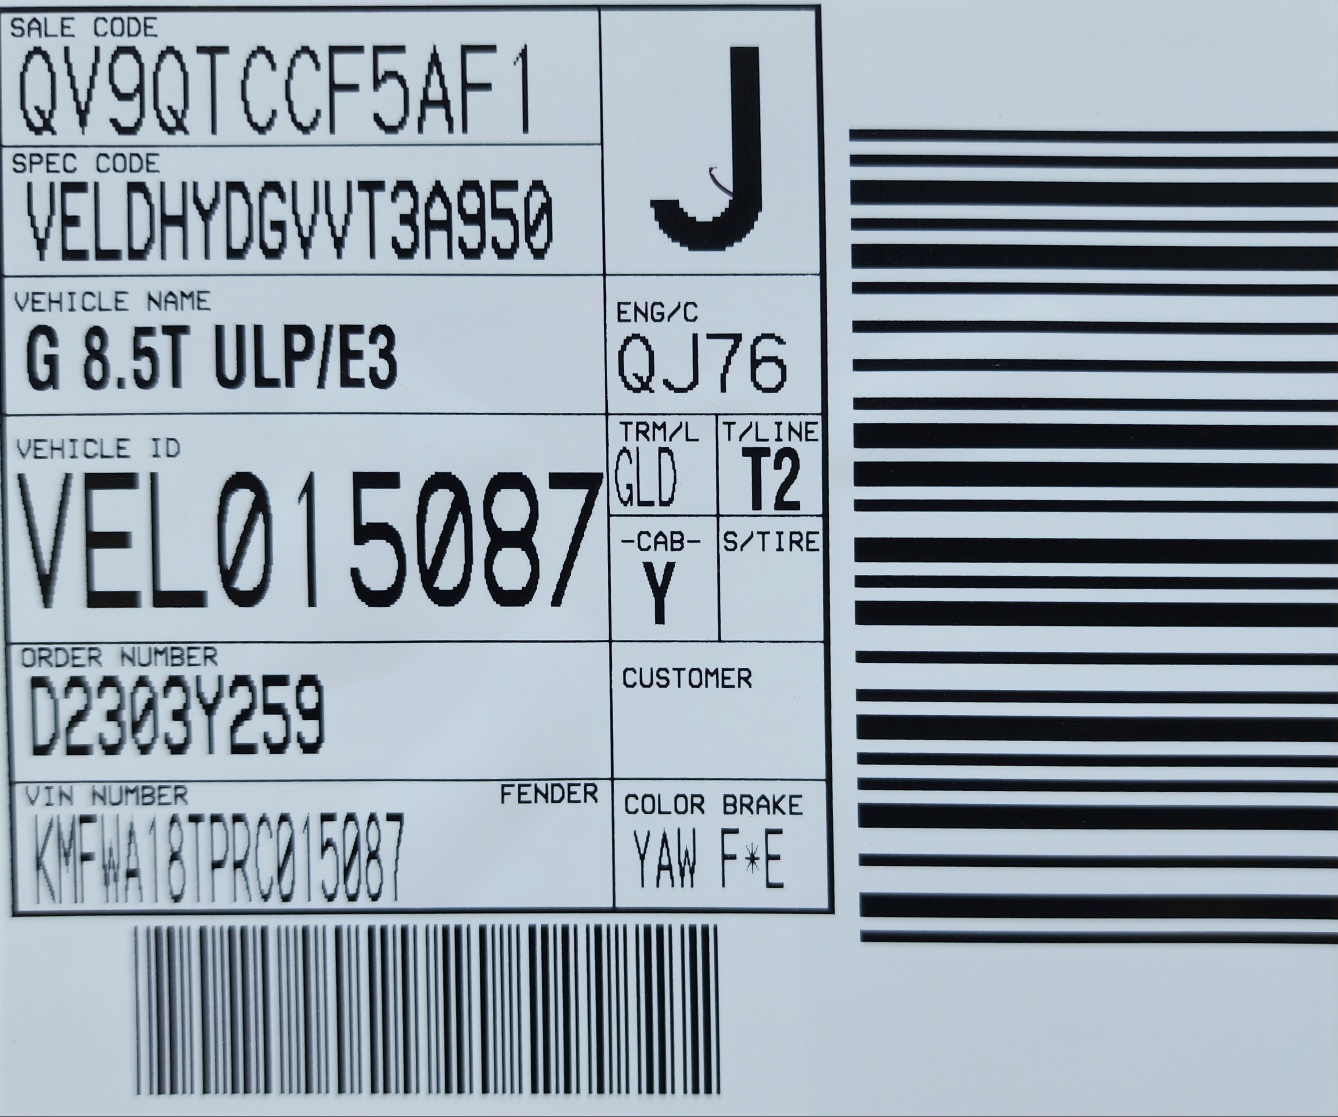 SALE CODE
QV9QTCCF5AF1
J
SPEC CODE
VELDHYDGVVT3A950
VEHICLE NAME
G 8.5T ULP/E3
ENG/C
QJ76
VEHICLE ID
VEL015087
TRM/L T/LINE
GLD T2
-CAB- S/TIRE
Y
ORDER NUMBER
D2303Y259
CUSTOMER
VIN NUMBER FENDER
KMFWA18TPRC015087
COLOR BRAKE
YAW F*E